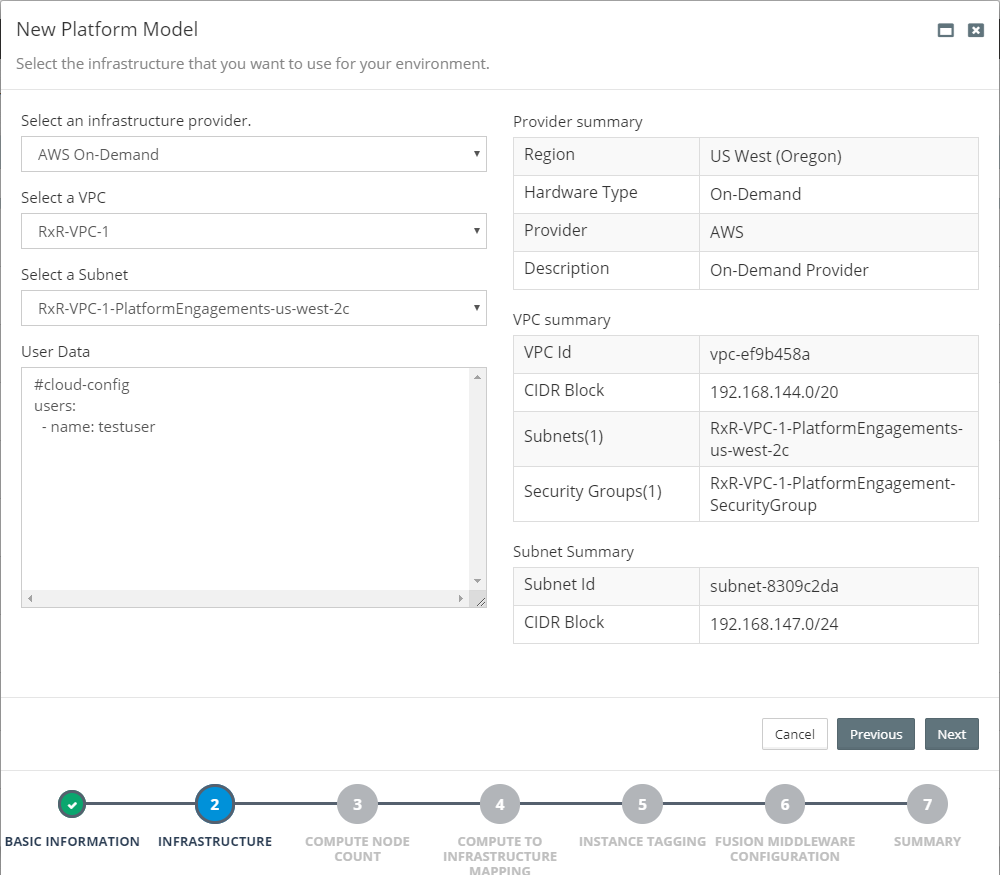 New Platform Model
Select the infrastructure that you want to use for your environment.
Select an infrastructure provider.
AWS On-Demand
Select a VPC
RxR-VPC-1
Select a Subnet
RxR-VPC-1-PlatformEngagements-us-west-2c
User Data
#cloud-config
users:
  - name: testuser
Provider summary
Region US West (Oregon)
Hardware Type On-Demand
Provider AWS
Description On-Demand Provider
VPC summary
VPC Id vpc-ef9b458a
CIDR Block 192.168.144.0/20
Subnets(1) RxR-VPC-1-PlatformEngagements-
us-west-2c
Security Groups(1) RxR-VPC-1-PlatformEngagement-
SecurityGroup
Subnet Summary
Subnet Id subnet-8309c2da
CIDR Block 192.168.147.0/24
Cancel Previous Next
2 3 4 5 6 7
BASIC INFORMATION
INFRASTRUCTURE
COMPUTE NODE
COUNT
COMPUTE TO
INFRASTRUCTURE
MAPPING
INSTANCE TAGGING
FUSION MIDDLEWARE
CONFIGURATION
SUMMARY